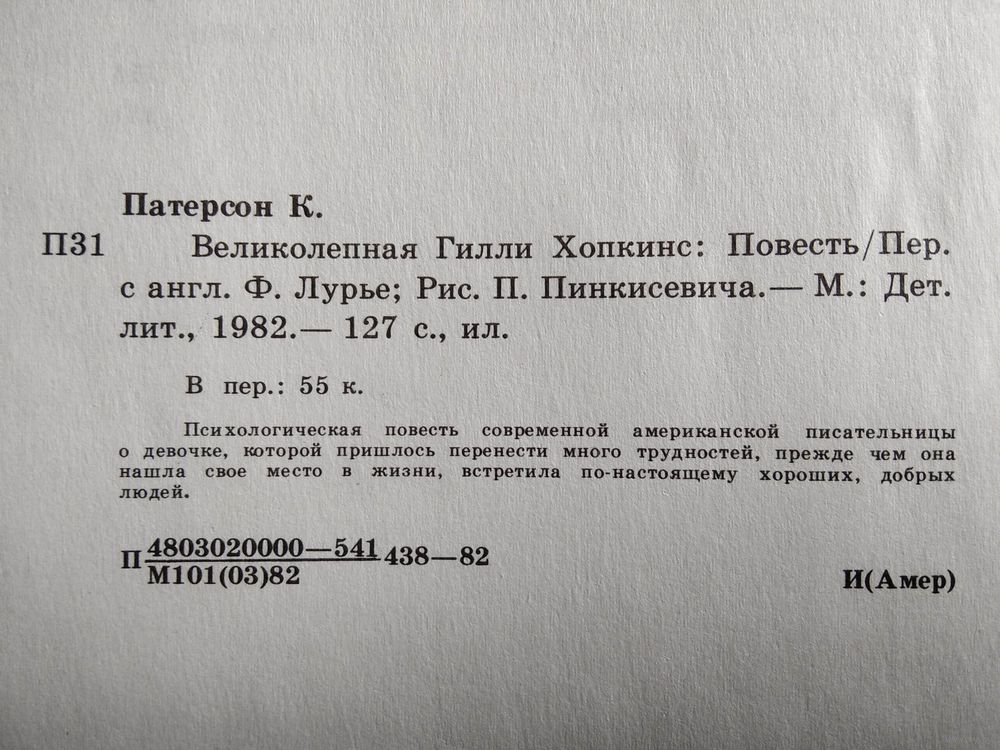 Патерсон К.
П31 Великолепная Гилли Хопкинс: Повесть/Пер.
с англ. Ф. Лурье; Рис. П. Пинкисевича.— М.: Дет.
лит., 1982.— 127 с., ил.
В пер.: 55 к.
Психологическая повесть современной американской писательницы
о девочке, которой пришлось перенести много трудностей, прежде чем она
нашла свое место в жизни, встретила по-настоящему хороших, добрых
людей.
П 4803020000—541 438—82
М101(03)82
И(Амер)